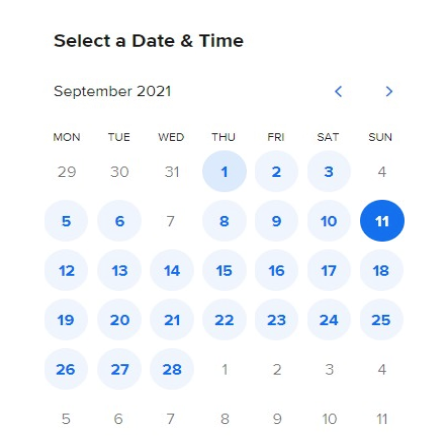 Select a Date & Time
September 2021
MON TUE WED THU FRI SAT SUN
29 30 31 1 2 3 4
5 6 7 8 9 10 11
12 13 14 15 16 17 18
19 20 21 22 23 24 25
26 27 28 1 2 3 4
5 6 7 8 9 10 11